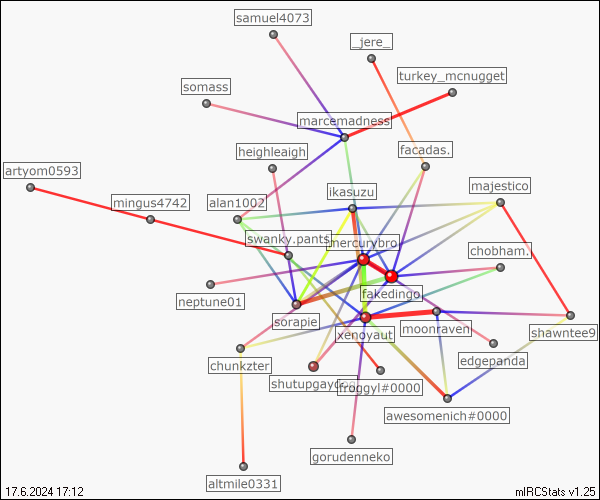 samuel4073
_jere_
turkey_mcnugget
somass
marcemadness
heighleaigh
facadas.
artyom0593
ikasuzu
majestico
mingus4742
alan1002
swanky.pants
mercurybro
chobham.
neptune01
fakedingo
sorapie
xenoyaut
moonraven
shawntee9
edgepanda
chunkzter
froggyl#0000
awesomenich#0000
gorudenneko
altmile0331
17.6.2024 17:12
mIRCStats v1.25